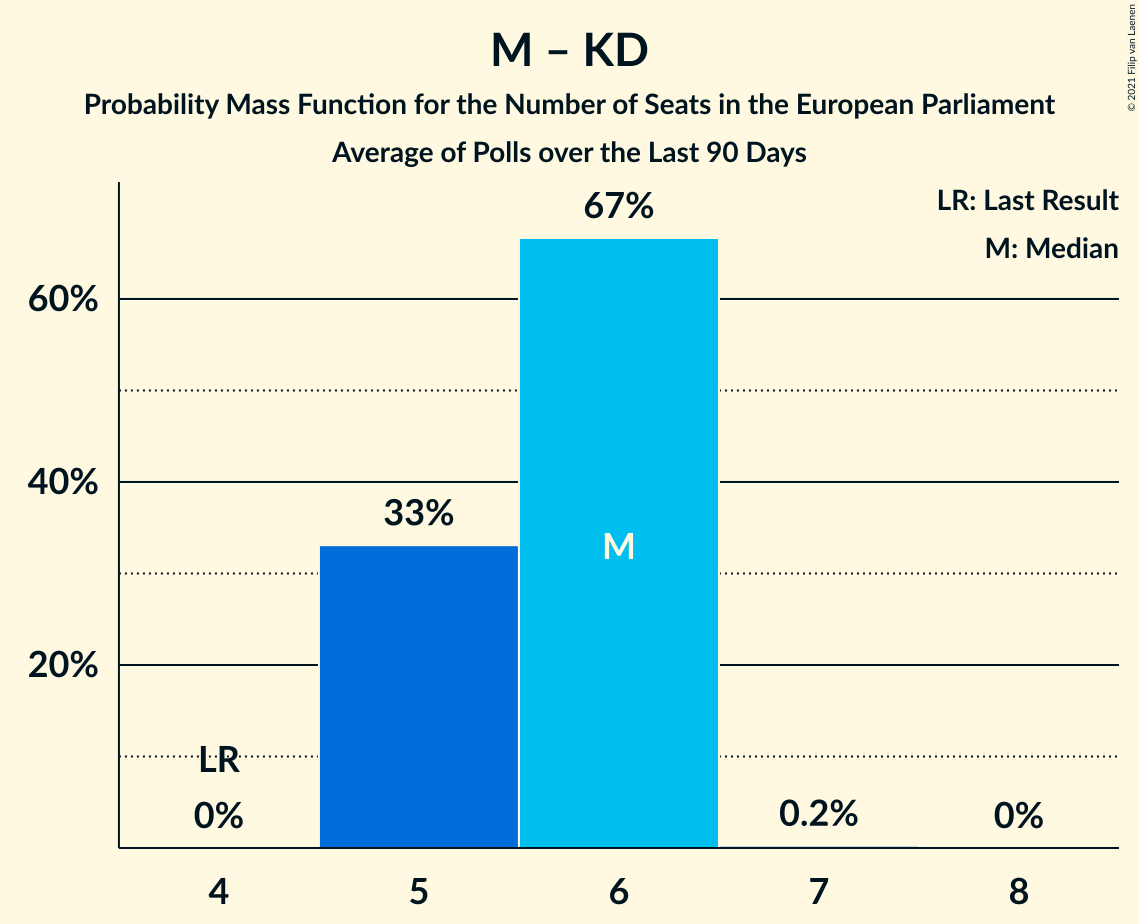 M – KD
Probability Mass Function for the Number of Seats in the European Parliament
Average of Polls over the Last 90 Days
© 2021 Filip van Laenen
LR: Last Result
M: Median
60%
40%
20%
67%
33%
M
LR
0%
0.2%
0%
4
5
6
7
8